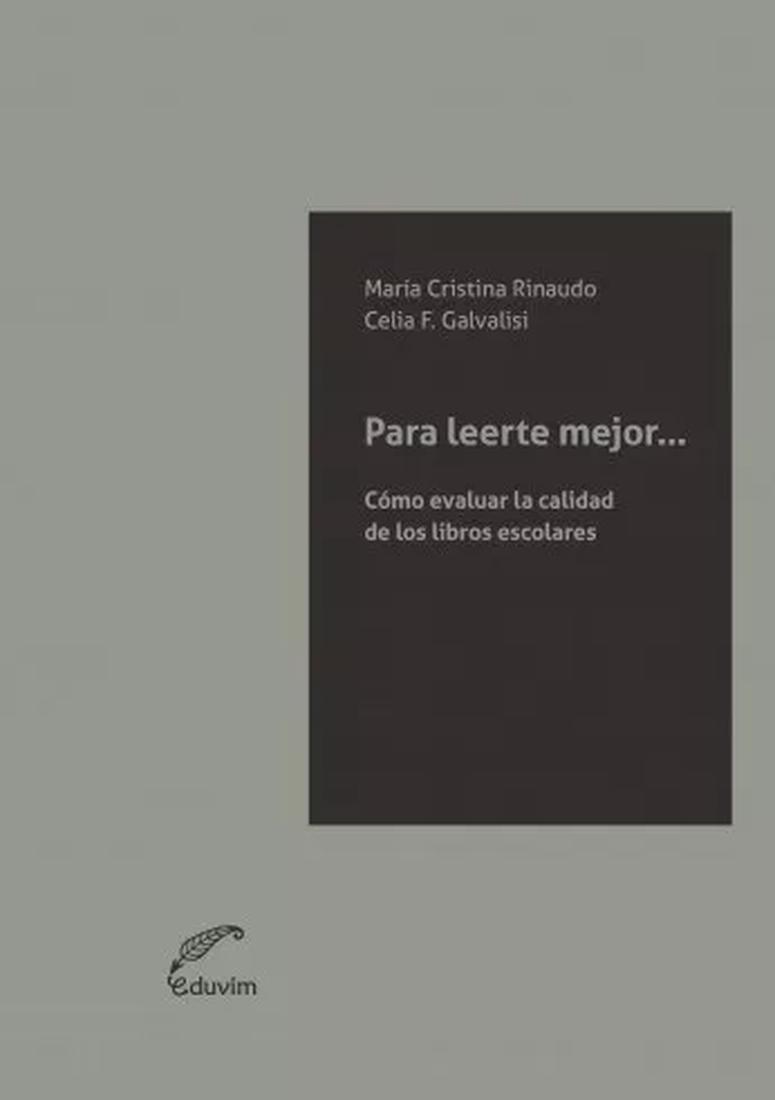 María Cristina Rinaudo
Celia F. Galvalisi
Para leerte mejor...
Cómo evaluar la calidad
de los libros escolares
eduvim